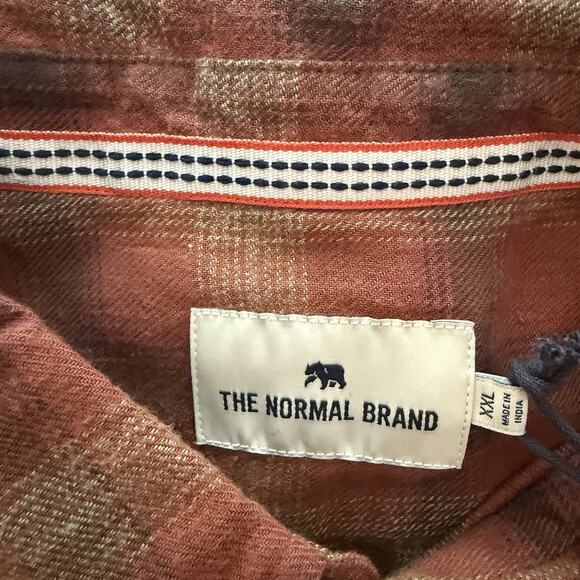 THE NORMAL BRAND
XXL
MADE IN
INDIA